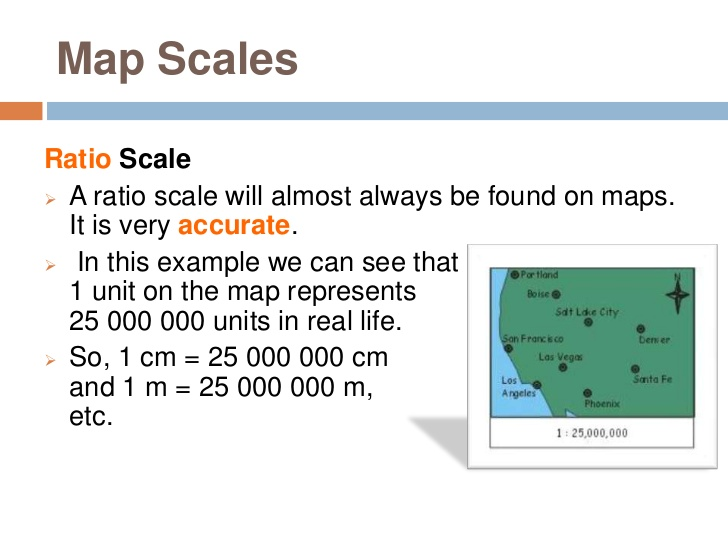 Map Scales
Ratio Scale
➢ A ratio scale will almost always be found on maps.
It is very accurate.
➢ In this example we can see that
1 unit on the map represents
25 000 000 units in real life.
➢ So, 1 cm = 25 000 000 cm
and 1 m = 25 000 000 m,
etc.
Portland
N
Boise
Salt Lake City
San Francisco
Denver
Las Vegas
Los
Angeles
Santa Fe
Phoenix
1 : 25,000,000